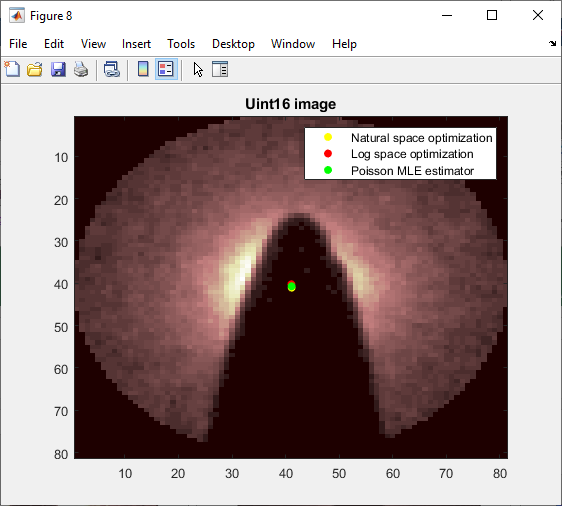 Figure 8
File Edit View Insert Tools Desktop Window Help
Uint16 image
Natural space optimization
Log space optimization
Poisson MLE estimator
10
20
30
40
50
60
70
80
10 20 30 40 50 60 70 80